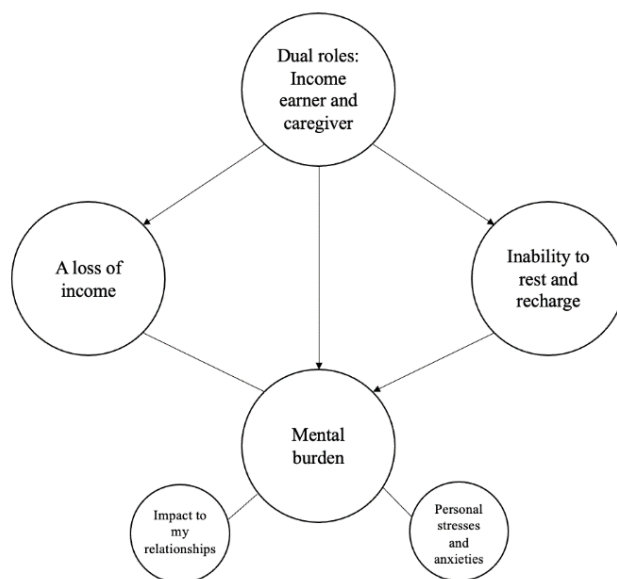 Dual roles:
Income
earner and
caregiver
A loss of
income
Inability to
rest and
recharge
Mental
burden
Impact to
my
relationships
Personal
stresses
and
anxieties